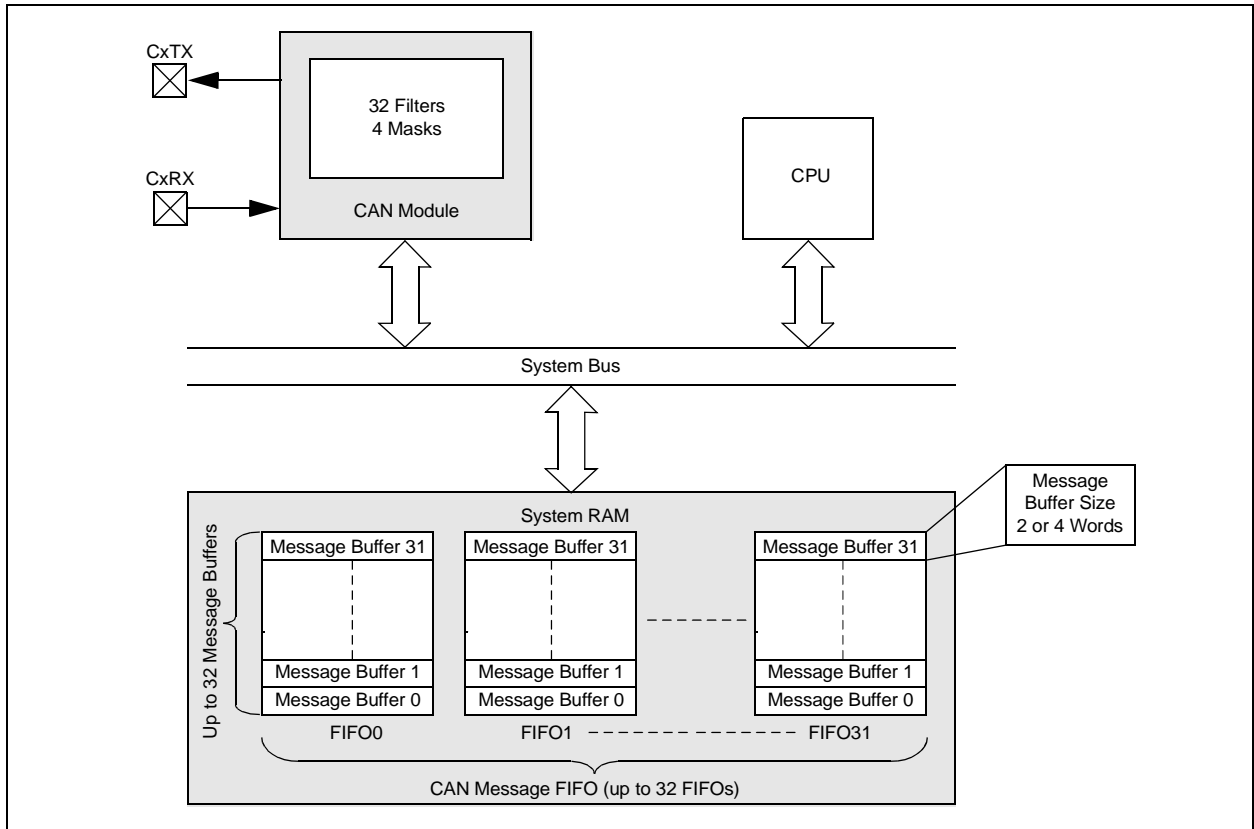 CxTX
32 Filters
4 Masks
CxRX
CAN Module
CPU
System Bus
Message
Buffer Size
2 or 4 Words
System RAM
Up to 32 Message Buffers
Message Buffer 31
Message Buffer 31
Message Buffer 31
Message Buffer 1
Message Buffer 1
Message Buffer 1
Message Buffer 0
Message Buffer 0
Message Buffer 0
FIFO0
FIFO1
FIFO31
CAN Message FIFO (up to 32 FIFOs)